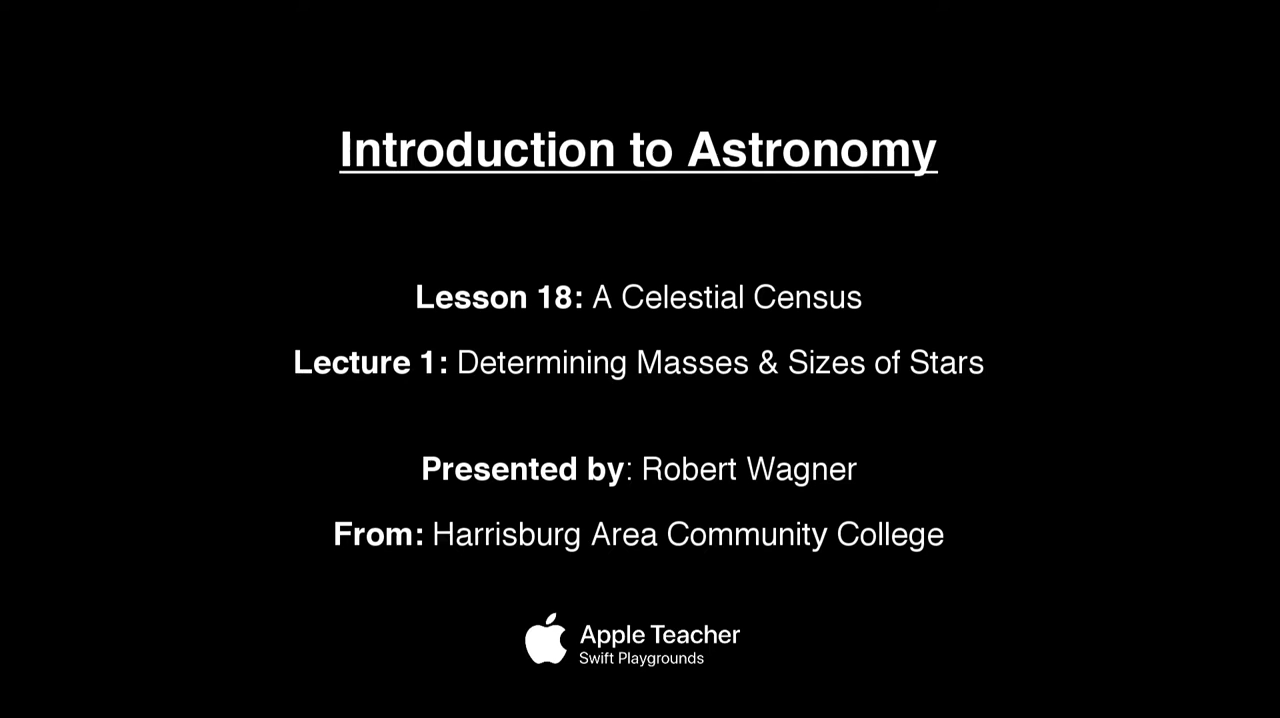 Introduction to Astronomy
Lesson 18: A Celestial Census
Lecture 1: Determining Masses & Sizes of Stars
Presented by: Robert Wagner
From: Harrisburg Area Community College
Apple Teacher
Swift Playgrounds